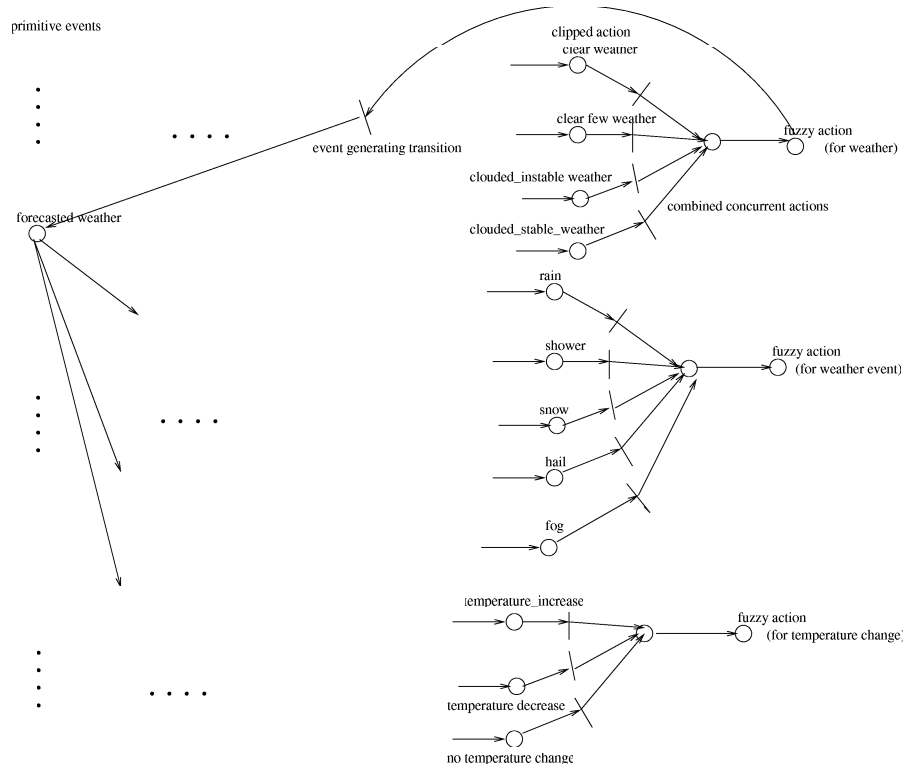 primitive events
clipped action
clear weather
clear few weather
fuzzy action
(for weather)
event generating transition
clouded_instable weather
combined concurrent actions
forecasted weather
clouded_stable_weather
rain
shower
fuzzy action
(for weather event)
snow
hail
fog
temperature_increase
fuzzy action
(for temperature change)
temperature decrease
no temperature change